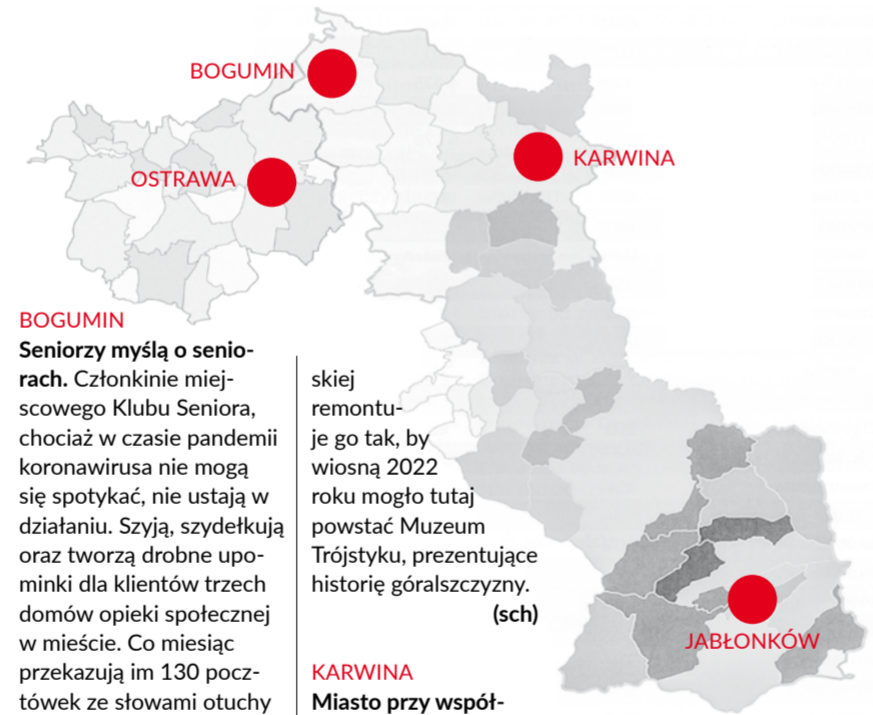 BOGUMIN
KARWINA
OSTRAWA
JABŁONKÓW
BOGUMIN
Seniorzy myślą o senio-
rach. Członkinie miej-
scowego Klubu Seniora,
chociaż w czasie pandemii
koronawirusa nie mogą
się spotykać, nie ustają w
działaniu. Szyją, szydełkują
oraz tworzą drobne upo-
minki dla klientów trzech
domów opieki społecznej
w mieście. Co miesiąc
przekazują im 130 pocz-
tówek ze słowami otuchy
skiej
remontu-
je go tak, by
wiosną 2022
roku mogło tutaj
powstać Muzeum
Trójstyku, prezentujące
historię góralszczyzny.
(sch)
KARWINA
Miasto przy współ-